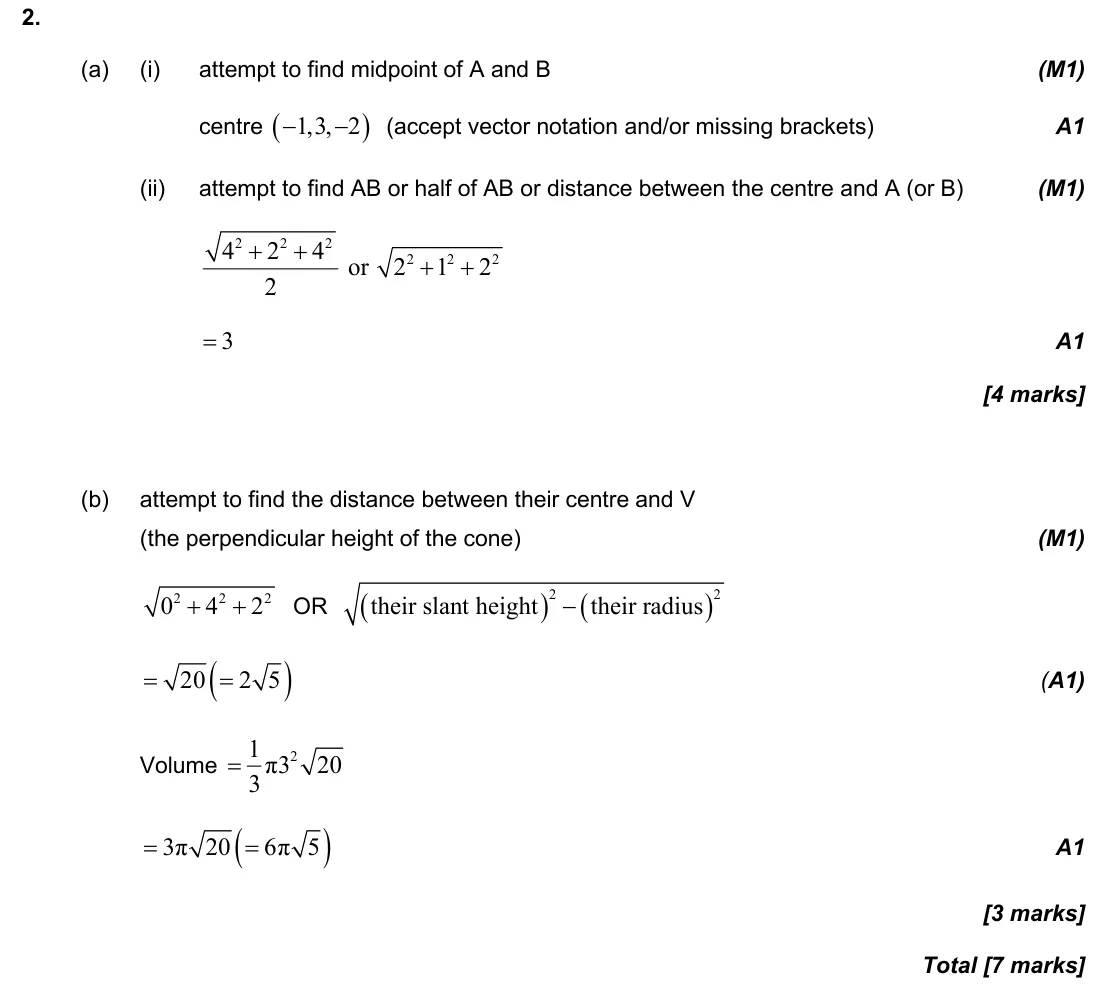 2.
(a) (i) attempt to find midpoint of A and B (M1)
centre (−1,3,−2) (accept vector notation and/or missing brackets) A1
(ii) attempt to find AB or half of AB or distance between the centre and A (or B) (M1)
√(4² + 2² + 4²) / 2 or √(2² + 1² + 2²)
= 3 A1
[4 marks]
(b) attempt to find the distance between their centre and V
(the perpendicular height of the cone) (M1)
√(0² + 4² + 2²) OR √((their slant height)² − (their radius)²)
= √20 (= 2√5) (A1)
Volume = 1/3 π3²√20
= 3π√20 (= 6π√5) A1
[3 marks]
Total [7 marks]